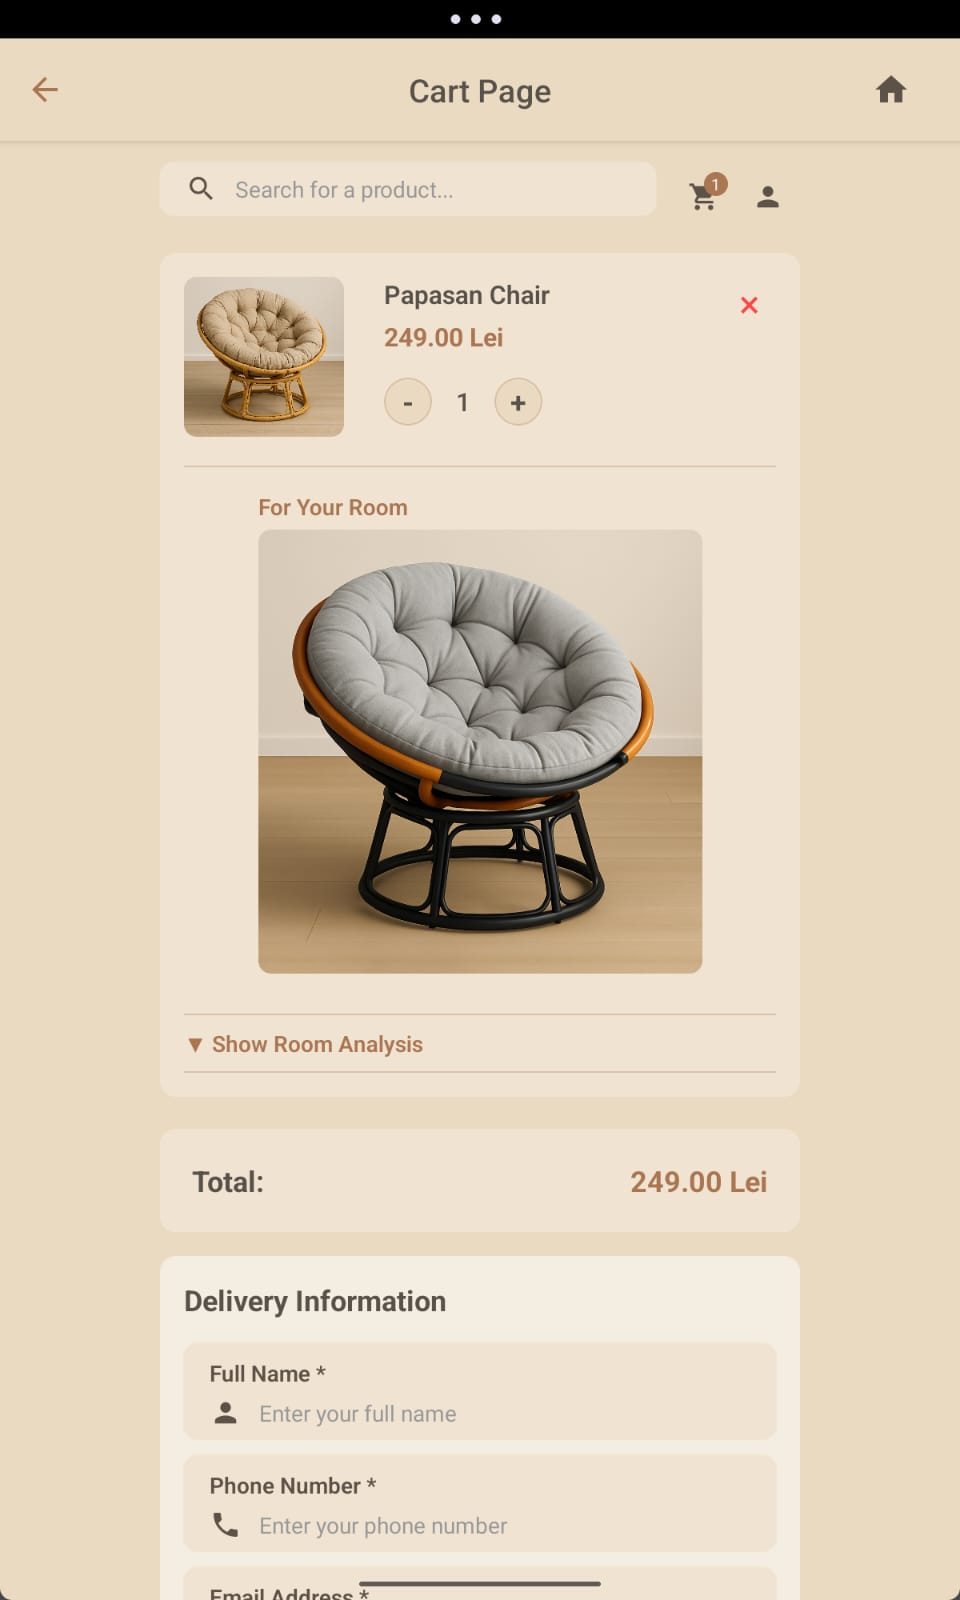 Cart Page
Search for a product...
1
Papasan Chair
249.00 Lei
- 1 +
For Your Room
▼ Show Room Analysis
Total: 249.00 Lei
Delivery Information
Full Name *
Enter your full name
Phone Number *
Enter your phone number
Email Address *